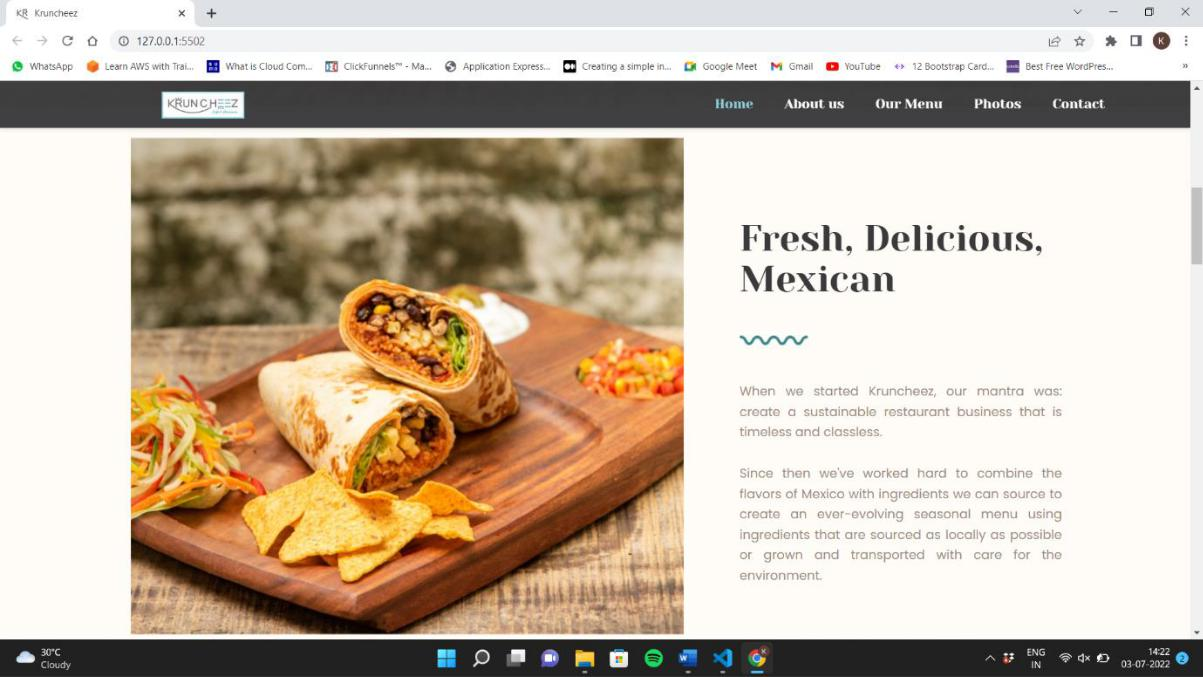 KR Kruncheez
127.0.0.1:5502
K
WhatsApp Learn AWS with Trai... What is Cloud Com... ClickFunnels™ - Ma... Application Express... Creating a simple in... Google Meet Gmail YouTube 12 Bootstrap Card... Best Free WordPres... »
KRUNCHEEZ
Home About us Our Menu Photos Contact
Fresh, Delicious,
Mexican
When we started Kruncheez, our mantra was:
create a sustainable restaurant business that is
timeless and classless.
Since then we've worked hard to combine the
flavors of Mexico with ingredients we can source to
create an ever-evolving seasonal menu using
ingredients that are sourced as locally as possible
or grown and transported with care for the
environment.
30°C
Cloudy
ENG
IN
14:22
03-07-2022
2